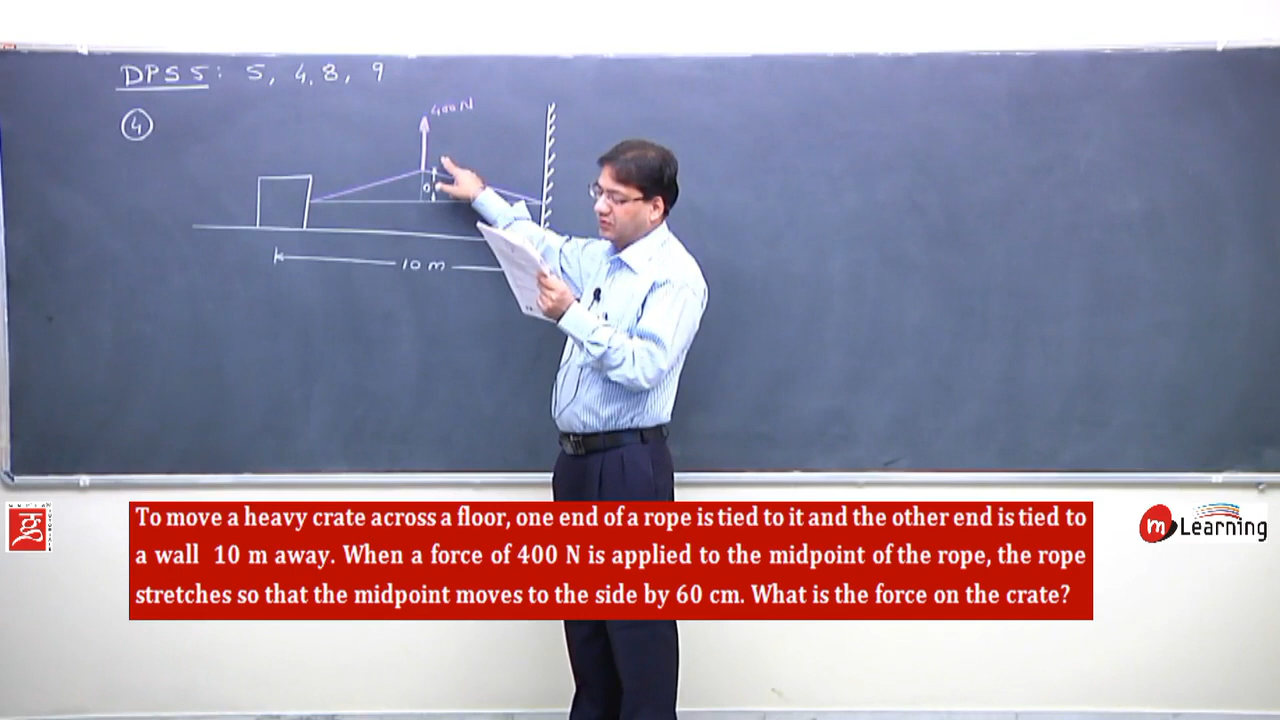 DPS 5 : 5, 4, 8, 9
4
400 N
10 m
To move a heavy crate across a floor, one end of a rope is tied to it and the other end is tied to
a wall 10 m away. When a force of 400 N is applied to the midpoint of the rope, the rope
stretches so that the midpoint moves to the side by 60 cm. What is the force on the crate?
m Learning